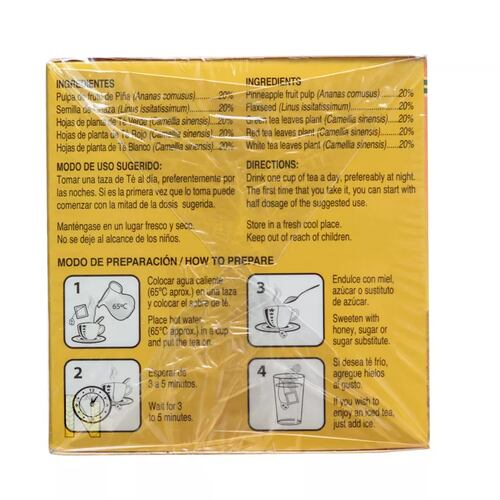 INGREDIENTES
Pulpa de fruto de Piña (Ananas comusus)......20%
Semilla de Linaza (Linus issitatissimum).......20%
Hojas de planta de Té Verde (Camellia sinensis)......20%
Hojas de planta de Té Rojo (Camellia sinensis)......20%
Hojas de planta de Té Blanco (Camellia sinensis)....20%
MODO DE USO SUGERIDO:
Tomar una taza de Té al día, preferentemente por
las noches. Si es la primera vez que lo toma puede
comenzar con la mitad de la dosis sugerida.
Manténgase en un lugar fresco y seco.
No se deje al alcance de los niños.
INGREDIENTS
Pinneapple fruit pulp (Ananas comusus)......20%
Flaxseed (Linus issitatissimum)......20%
Green tea leaves plant (Camellia sinensis)......20%
Red tea leaves plant (Camellia sinensis)......20%
White tea leaves plant (Camellia sinensis).....20%
DIRECTIONS:
Drink one cup of tea a day, preferably at night.
The first time that you take it, you can start with
half dosage of the suggested use.
Store in a fresh cool place.
Keep out of reach of children.
MODO DE PREPARACIÓN / HOW TO PREPARE
1
65ºC
Colocar agua caliente
(65ºC aprox.) en una taza
y colocar el sobre de té.
Place hot water
(65ºC aprox.) in a cup
and put the tea on.
2
12
Esperar de
3 a 5 minutos.
Wait for 3
to 5 minutes.
3
Endulce con miel,
azúcar o sustituto
de azúcar.
Sweeten with
honey, sugar or
sugar substitute.
4
Si desea té frio,
agregue hielos
al gusto.
If you wish to
enjoy an iced tea,
just add ice.